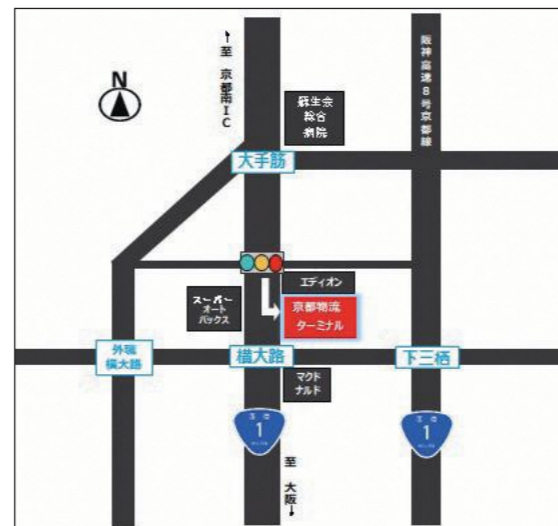 N
↑至 京都南IC
阪神高速8号京都線
蘇生会
総合
病院
大手筋
エディオン
スーパー
オート
バックス
京都物流
ターミナル
外環
横大路
横大路
下三栖
マクド
ナルド
1
1
至 大阪↓